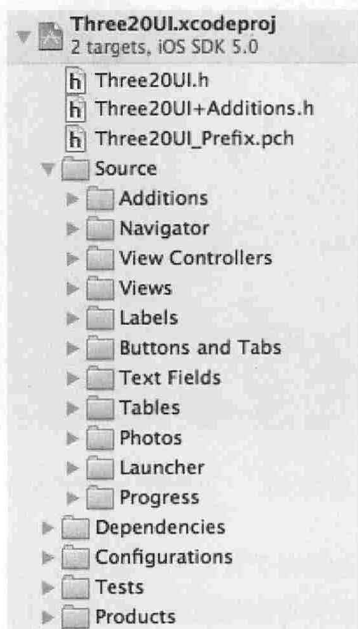 Three20UI.xcodeproj
2 targets, iOS SDK 5.0
h Three20UI.h
h Three20UI+Additions.h
h Three20UI_Prefix.pch
Source
Additions
Navigator
View Controllers
Views
Labels
Buttons and Tabs
Text Fields
Tables
Photos
Launcher
Progress
Dependencies
Configurations
Tests
Products